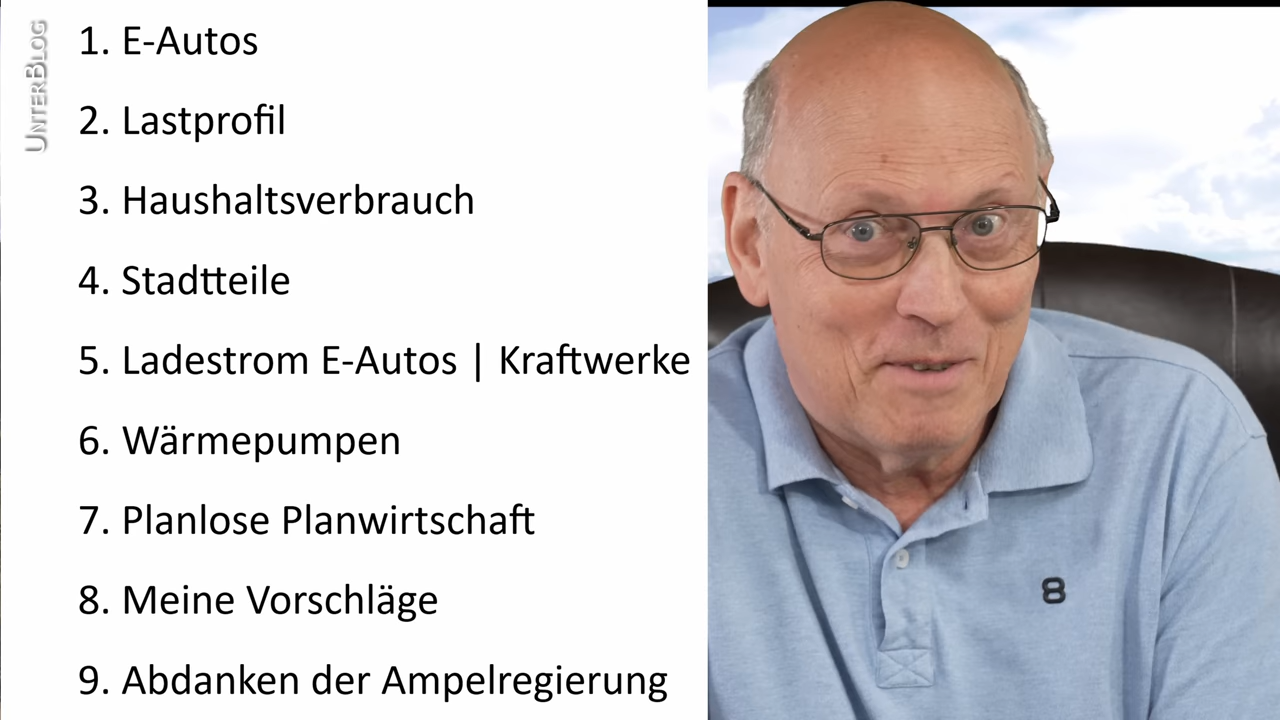 UNTERBLOG
1. E-Autos
2. Lastprofil
3. Haushaltsverbrauch
4. Stadtteile
5. Ladestrom E-Autos | Kraftwerke
6. Wärmepumpen
7. Planlose Planwirtschaft
8. Meine Vorschläge
9. Abdanken der Ampelregierung
8